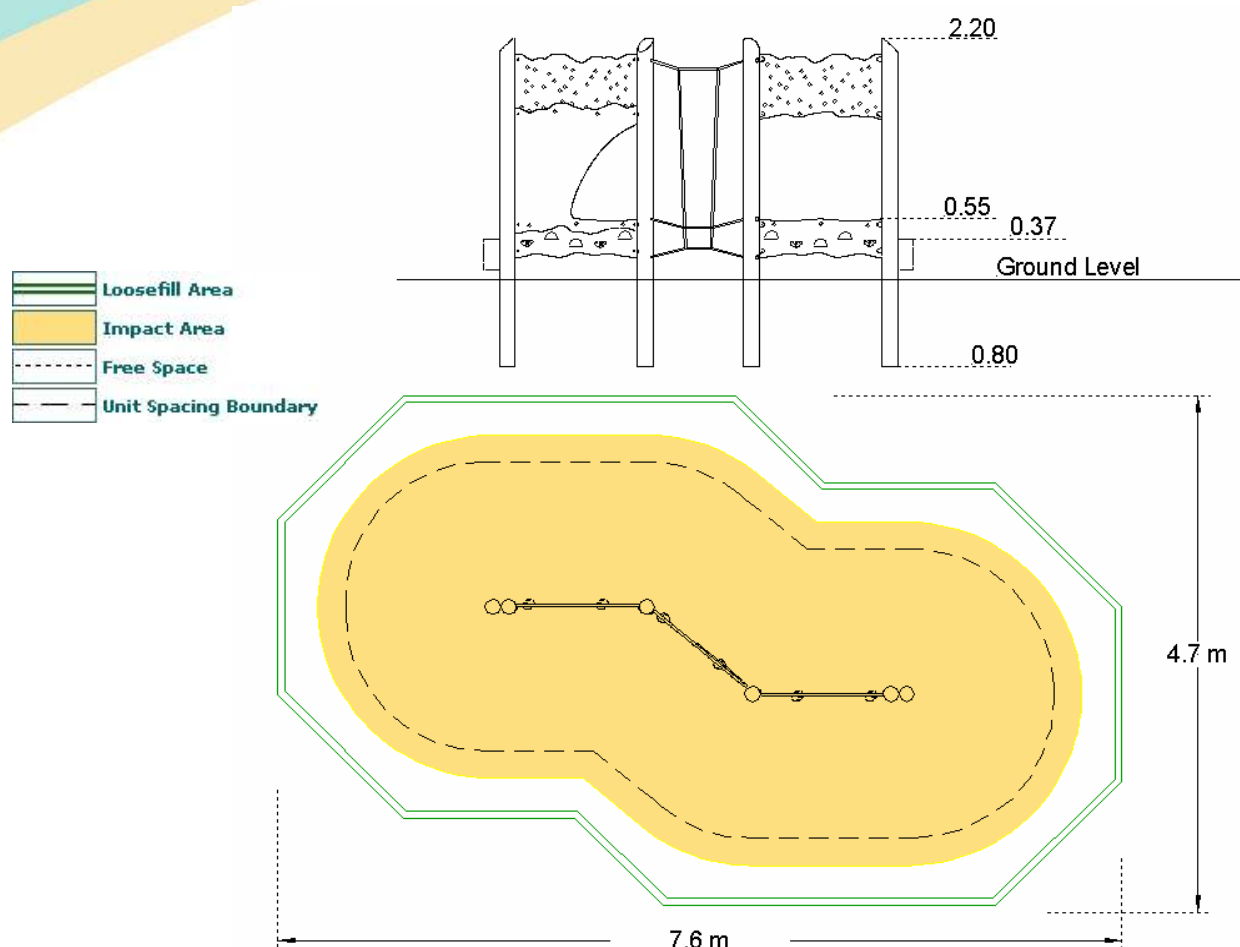 2.20
0.55
0.37
Ground Level
0.80
Loosefill Area
Impact Area
Free Space
Unit Spacing Boundary
4.7 m
7.6 m